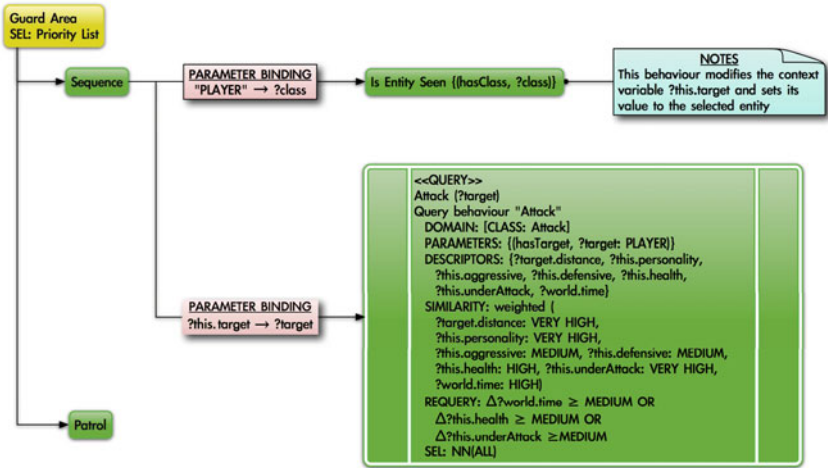 Guard Area
SEL: Priority List
Sequence
PARAMETER BINDING
"PLAYER" → ?class
Is Entity Seen {(hasClass, ?class)}
NOTES
This behaviour modifies the context
variable ?this.target and sets its
value to the selected entity
PARAMETER BINDING
?this.target → ?target
<<QUERY>>
Attack (?target)
Query behaviour "Attack"
DOMAIN: [CLASS: Attack]
PARAMETERS: {(hasTarget, ?target: PLAYER)}
DESCRIPTORS: {?target.distance, ?this.personality,
?this.aggressive, ?this.defensive, ?this.health,
?this.underAttack, ?world.time}
SIMILARITY: weighted (
?target.distance: VERY HIGH,
?this.personality: VERY HIGH,
?this.aggressive: MEDIUM, ?this.defensive: MEDIUM,
?this.health: HIGH, ?this.underAttack: VERY HIGH,
?world.time: HIGH)
REQUERY: Δ?world.time ≥ MEDIUM OR
Δ?this.health ≥ MEDIUM OR
Δ?this.underAttack ≥MEDIUM
SEL: NN(ALL)
Patrol